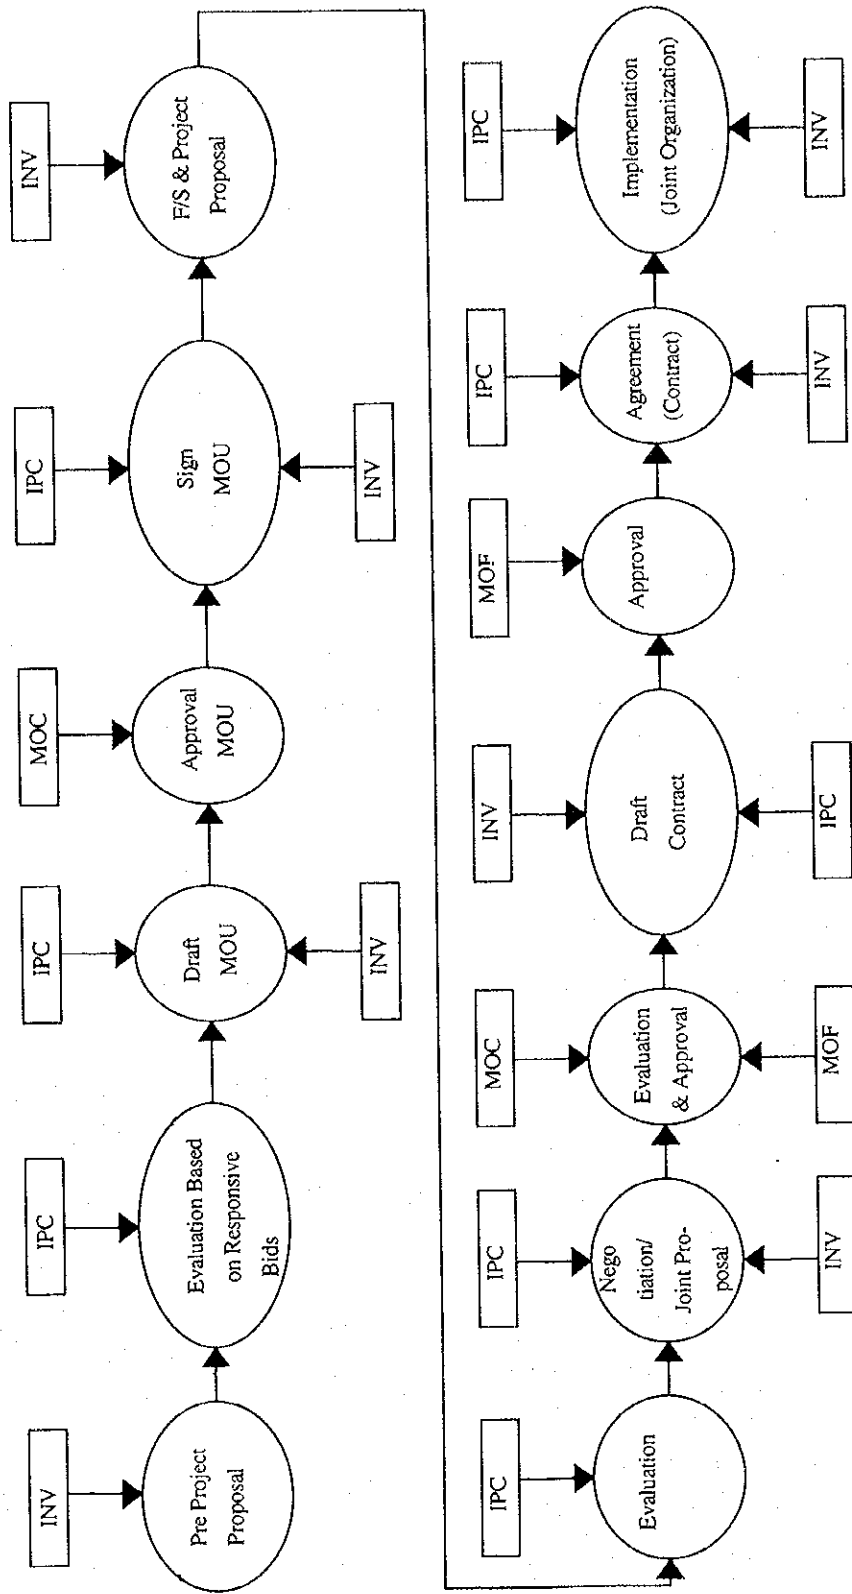 INV
Pre Project
Proposal
IPC
Evaluation Based
on Responsive
Bids
IPC
Draft
MOU
INV
MOC
Approval
MOU
IPC
Sign
MOU
INV
INV
F/S & Project
Proposal
IPC
Evaluation
IPC
Nego
tiation/
Joint Pro-
posal
INV
MOC
Evaluation
& Approval
MOF
INV
Draft
Contract
IPC
MOF
Approval
IPC
Agreement
(Contract)
INV
IPC
Implementation
(Joint Organization)
INV